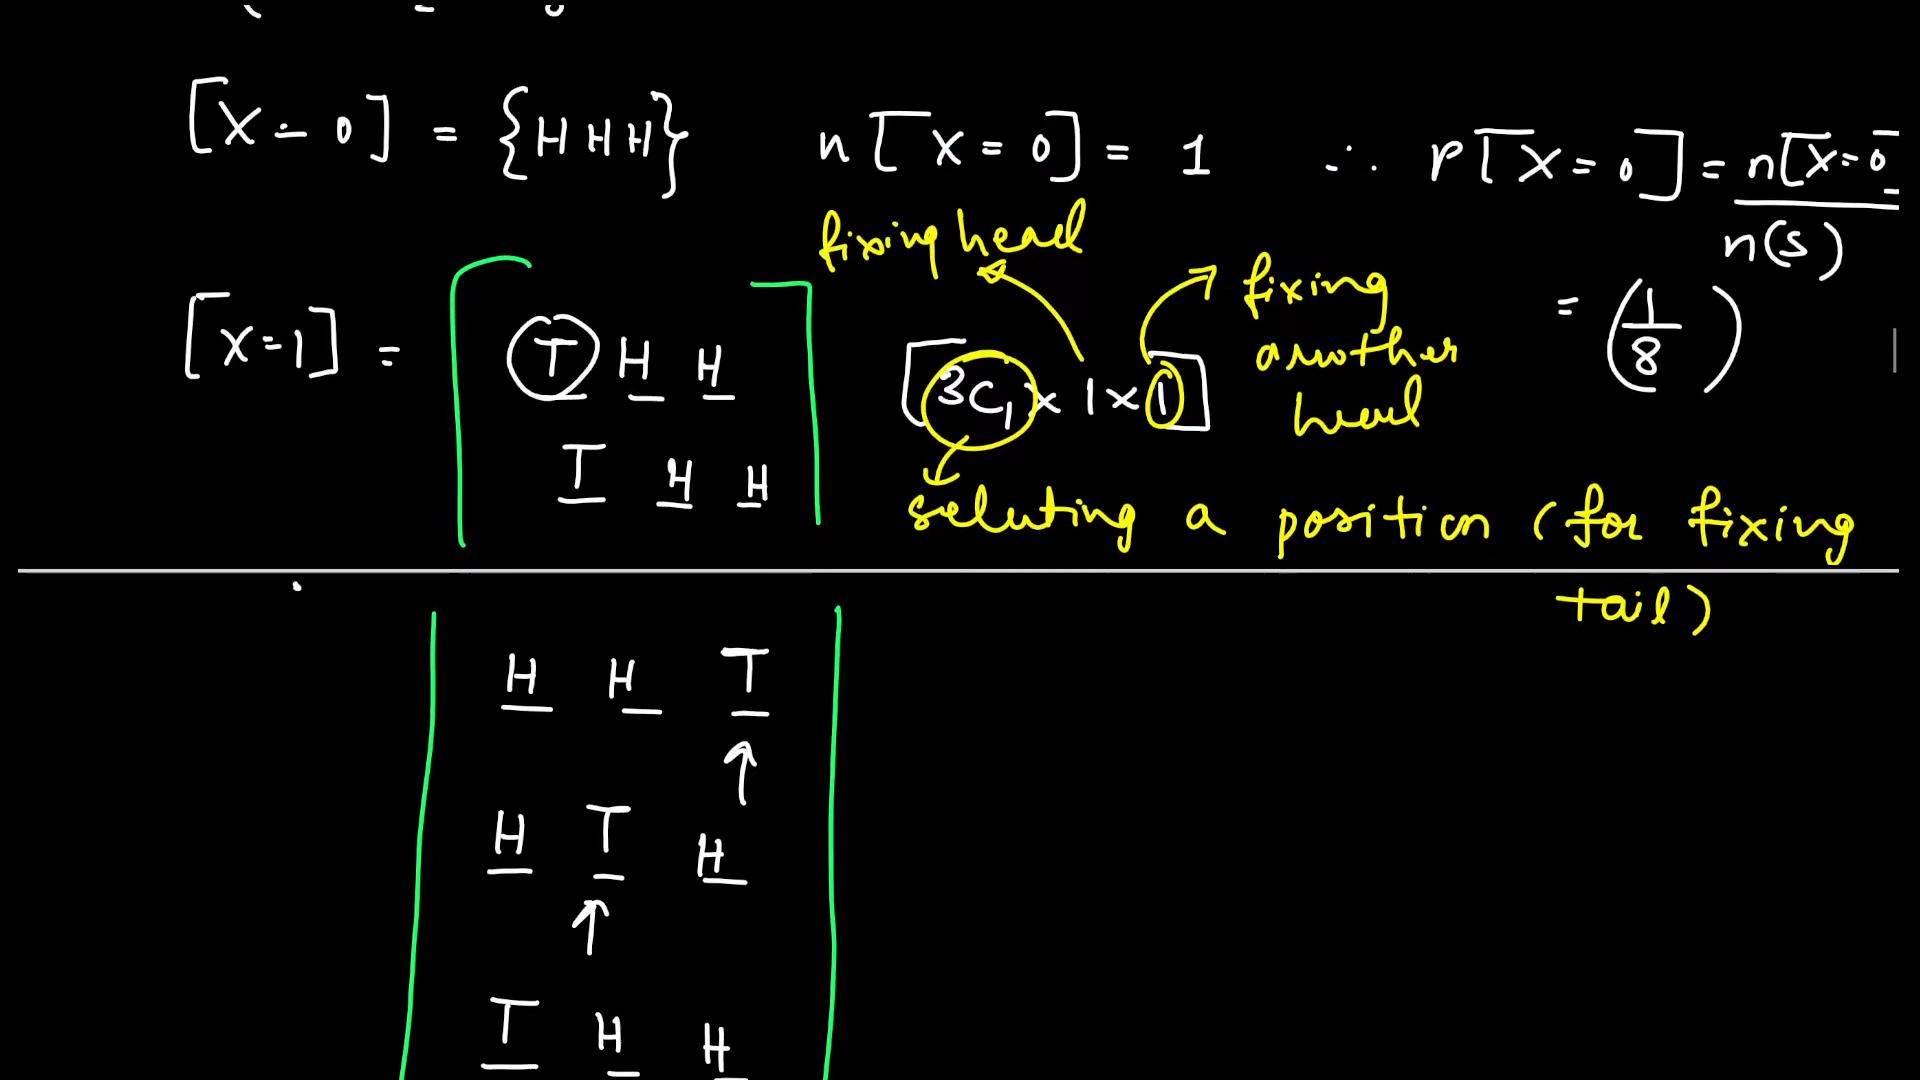 [X = 0] = {H H H} n[X = 0] = 1 ∴ P[X = 0] = n[X = 0
n(s)
fixing head
= (1/8)
[X = 1] = T H H [3C₁ × 1 × 1] fixing another head
T H H
selecting a position (for fixing tail)
H H T
↑
H T H
↑
T H H